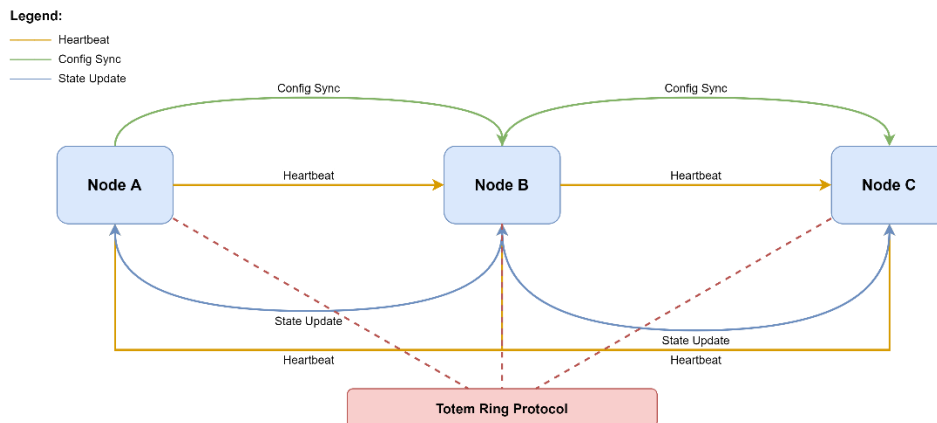 Legend:
Heartbeat
Config Sync
State Update
Config Sync
Config Sync
Node A
Heartbeat
Node B
Heartbeat
Node C
State Update
State Update
Heartbeat
Heartbeat
Totem Ring Protocol